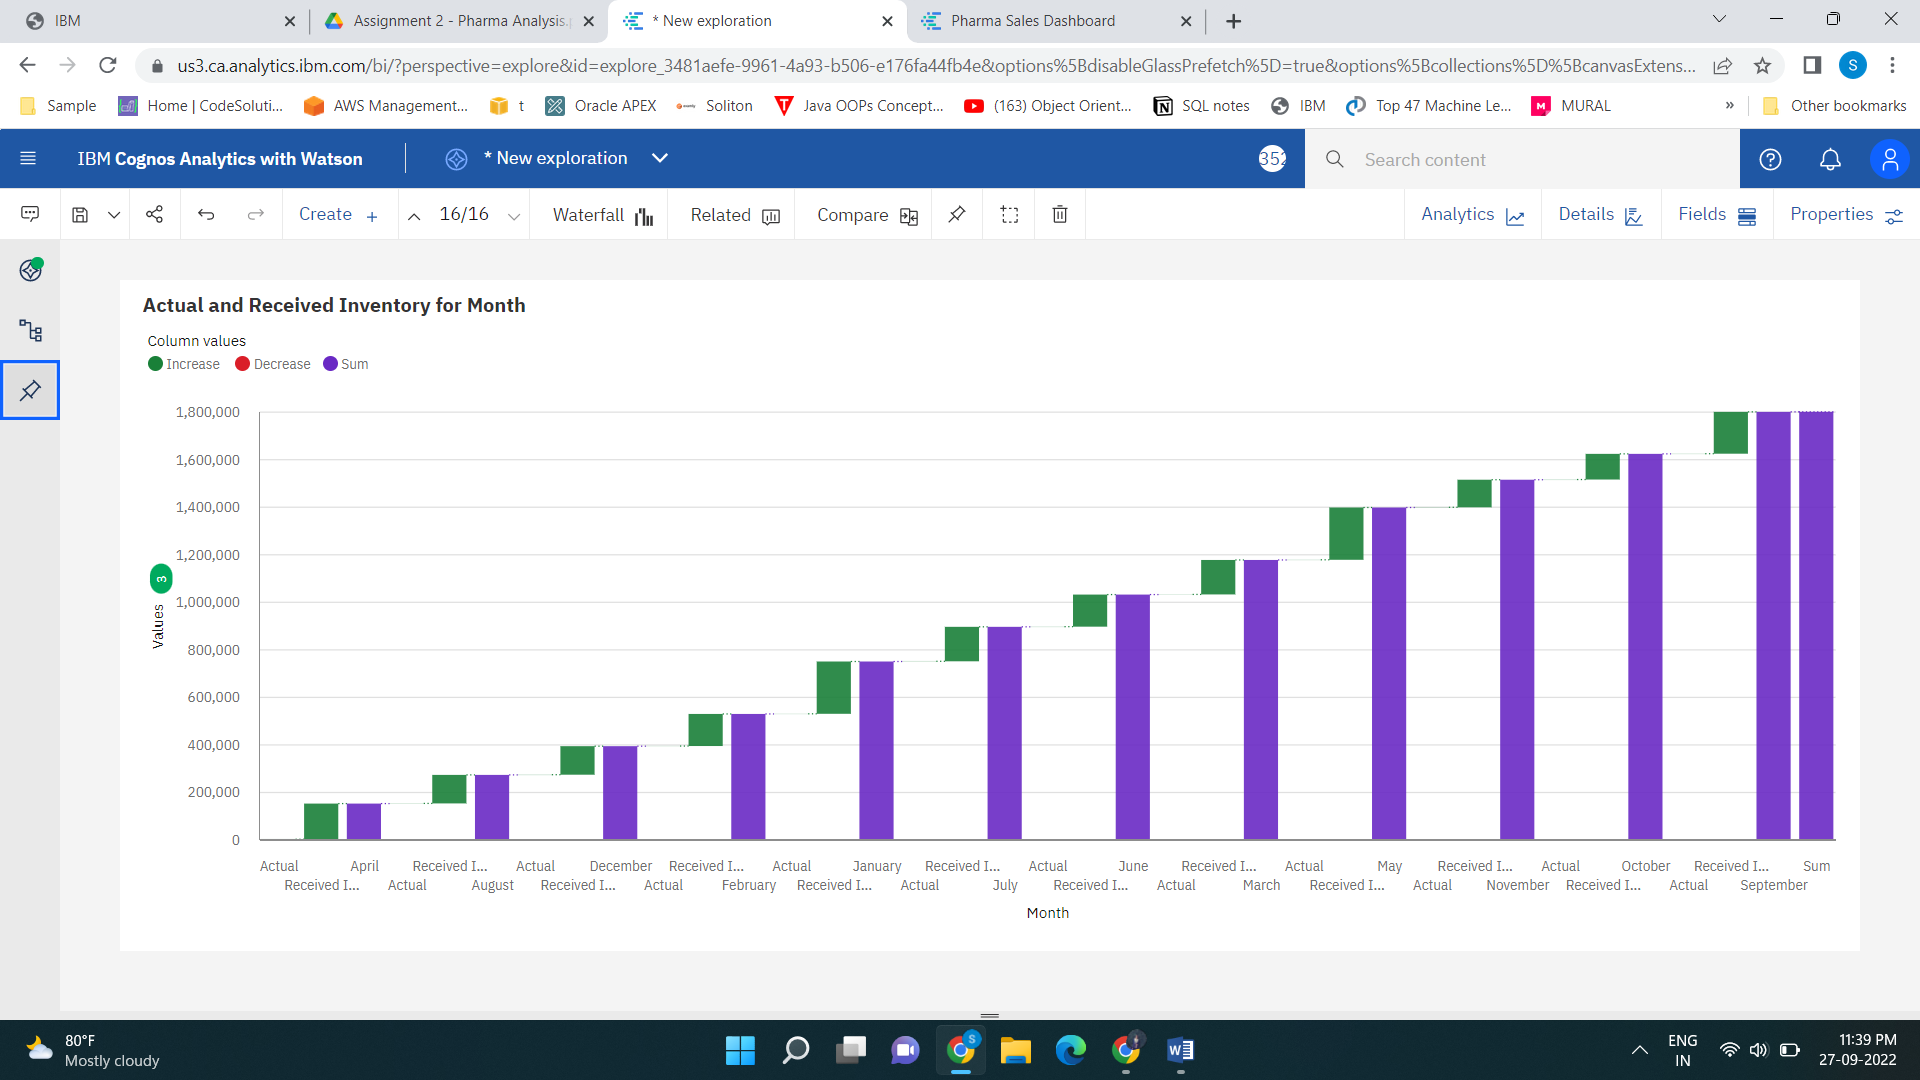 IBM
Assignment 2 - Pharma Analysis.
* New exploration
Pharma Sales Dashboard
us3.ca.analytics.ibm.com/bi/?perspective=explore&id=explore_3481aefe-9961-4a93-b506-e176fa44fb4e&options%5BdisableGlassPrefetch%5D=true&options%5Bcollections%5D%5BcanvasExtens...
S
Sample
Home | CodeSoluti...
AWS Management...
t
Oracle APEX
Soliton
Java OOPs Concept...
(163) Object Orient...
SQL notes
IBM
Top 47 Machine Le...
MURAL
»
Other bookmarks
IBM Cognos Analytics with Watson
* New exploration
352
Search content
Create +
16/16
Waterfall
Related
Compare
Analytics
Details
Fields
Properties
Actual and Received Inventory for Month
Column values
Increase Decrease Sum
1,800,000
1,600,000
1,400,000
1,200,000
1,000,000
800,000
600,000
400,000
200,000
0
3
Values
Actual April Received I... Actual December Received I... Actual January Received I... Actual June Received I... Actual May Received I... Actual October Received I... Sum
Received I... Actual August Received I... Actual February Received I... Actual July Received I... Actual March Received I... Actual November Received I... Actual September
Month
80°F
Mostly cloudy
S
W
ENG
IN
11:39 PM
27-09-2022